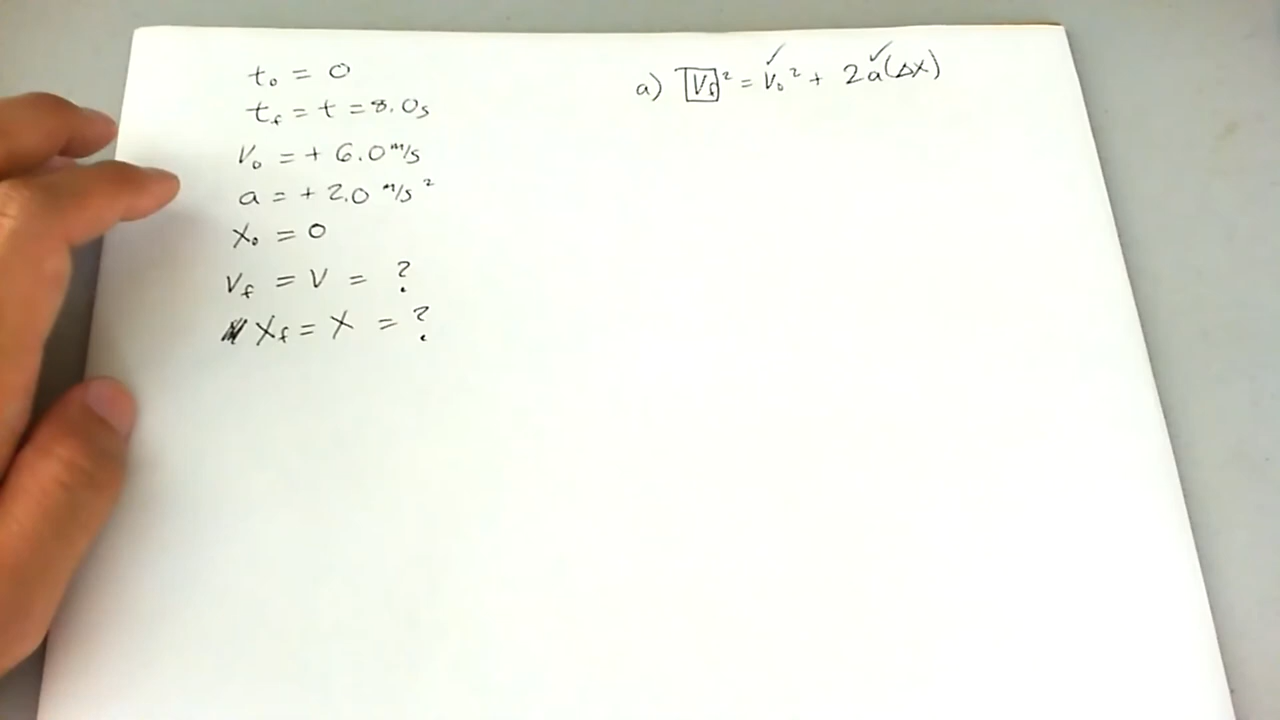 t₀ = 0
t_f = t = 8.0s
V₀ = + 6.0 m/s
a = + 2.0 m/s²
X₀ = 0
V_f = V = ?
X_f = X = ?
a) V_f² = V₀² + 2a(ΔX)